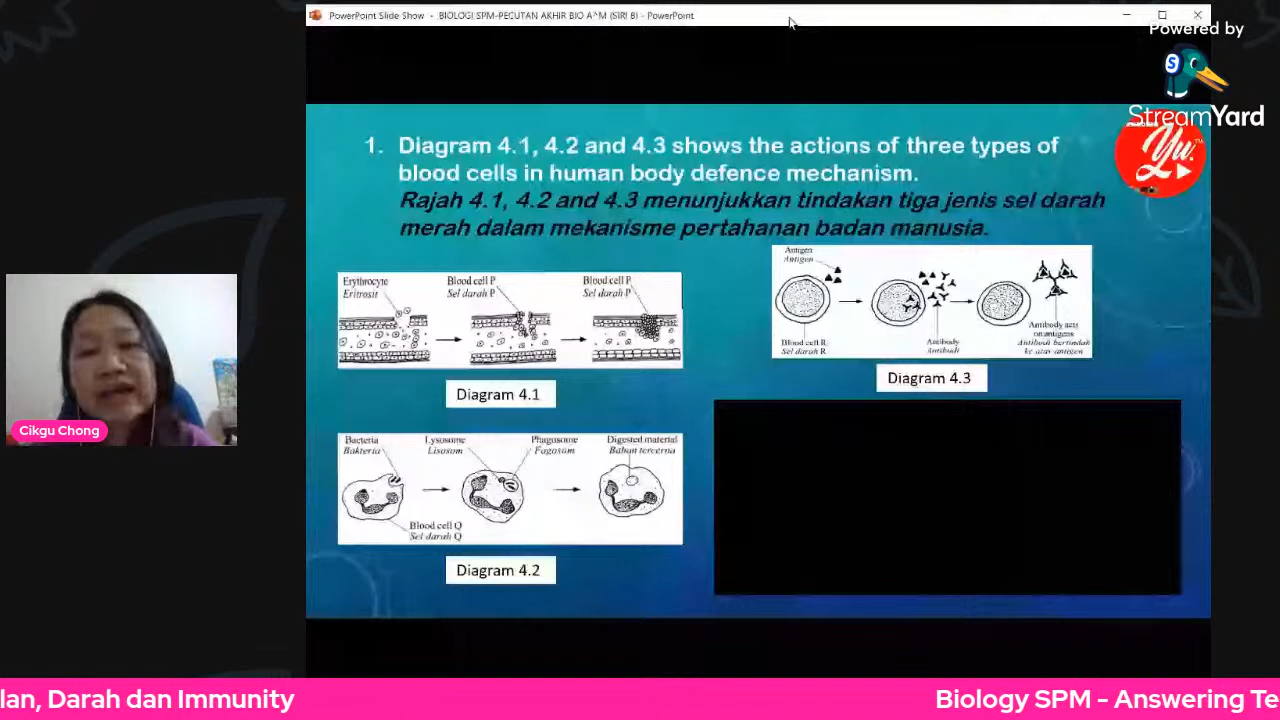 PowerPoint Slide Show - BIOLOGI SPM-PECUTAN AKHIR BIO A^M (SIRI 8) - PowerPoint
Powered by
S
StreamYard
Yu.
1. Diagram 4.1, 4.2 and 4.3 shows the actions of three types of
blood cells in human body defence mechanism.
Rajah 4.1, 4.2 and 4.3 menunjukkan tindakan tiga jenis sel darah
merah dalam mekanisme pertahanan badan manusia.
Erythrocyte
Eritrosit
Blood cell P
Sel darah P
Blood cell P
Sel darah P
Diagram 4.1
Antigen
Antigen
Blood cell R
Sel darah R
Antibody
Antibodi
Antibody acts
on antigens
Antibodi bertindak
ke atas antigen
Diagram 4.3
Bacteria
Bakteria
Lysosome
Lisosom
Phagosome
Fagosom
Digested material
Bahan tercerna
Blood cell Q
Sel darah Q
Diagram 4.2
Cikgu Chong
lan, Darah dan Immunity
Biology SPM - Answering Te